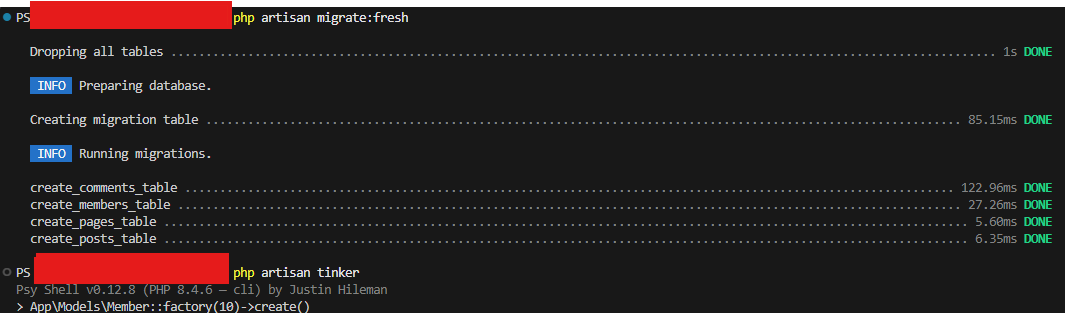 PS php artisan migrate:fresh
Dropping all tables ........................................................................................................ 1s DONE
INFO Preparing database.
Creating migration table ................................................................................................ 85.15ms DONE
INFO Running migrations.
create_comments_table .................................................................................................. 122.96ms DONE
create_members_table .................................................................................................... 27.26ms DONE
create_pages_table ....................................................................................................... 5.60ms DONE
create_posts_table ....................................................................................................... 6.35ms DONE
PS php artisan tinker
Psy Shell v0.12.8 (PHP 8.4.6 — cli) by Justin Hileman
> App\Models\Member::factory(10)->create()